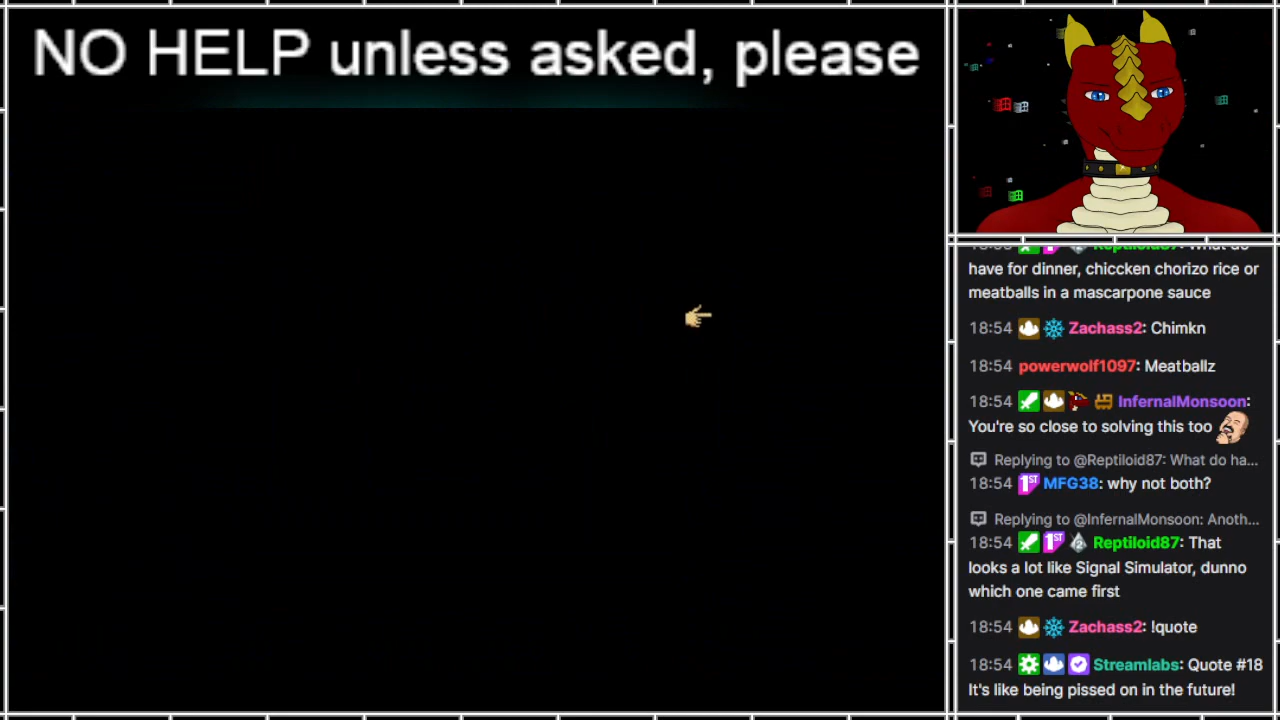 NO HELP unless asked, please
have for dinner, chiccken chorizo rice or
meatballs in a mascarpone sauce
18:54 Zachass2: Chimkn
18:54 powerwolf1097: Meatballz
18:54 InfernalMonsoon:
You're so close to solving this too
Replying to @Reptiloid87: What do ha...
18:54 MFG38: why not both?
Replying to @InfernalMonsoon: Anoth...
18:54 Reptiloid87: That
looks a lot like Signal Simulator, dunno
which one came first
18:54 Zachass2: !quote
18:54 Streamlabs: Quote #18
It's like being pissed on in the future!